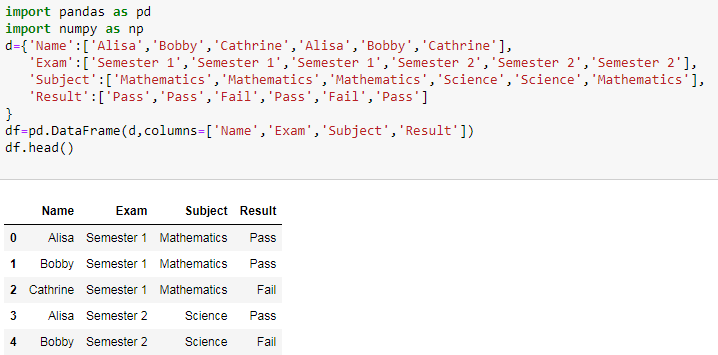 import pandas as pd
import numpy as np
d={'Name':['Alisa','Bobby','Cathrine','Alisa','Bobby','Cathrine'],
'Exam':['Semester 1','Semester 1','Semester 1','Semester 2','Semester 2','Semester 2'],
'Subject':['Mathematics','Mathematics','Mathematics','Science','Science','Mathematics'],
'Result':['Pass','Pass','Fail','Pass','Fail','Pass']
}
df=pd.DataFrame(d,columns=['Name','Exam','Subject','Result'])
df.head()
Name Exam Subject Result
0 Alisa Semester 1 Mathematics Pass
1 Bobby Semester 1 Mathematics Pass
2 Cathrine Semester 1 Mathematics Fail
3 Alisa Semester 2 Science Pass
4 Bobby Semester 2 Science Fail